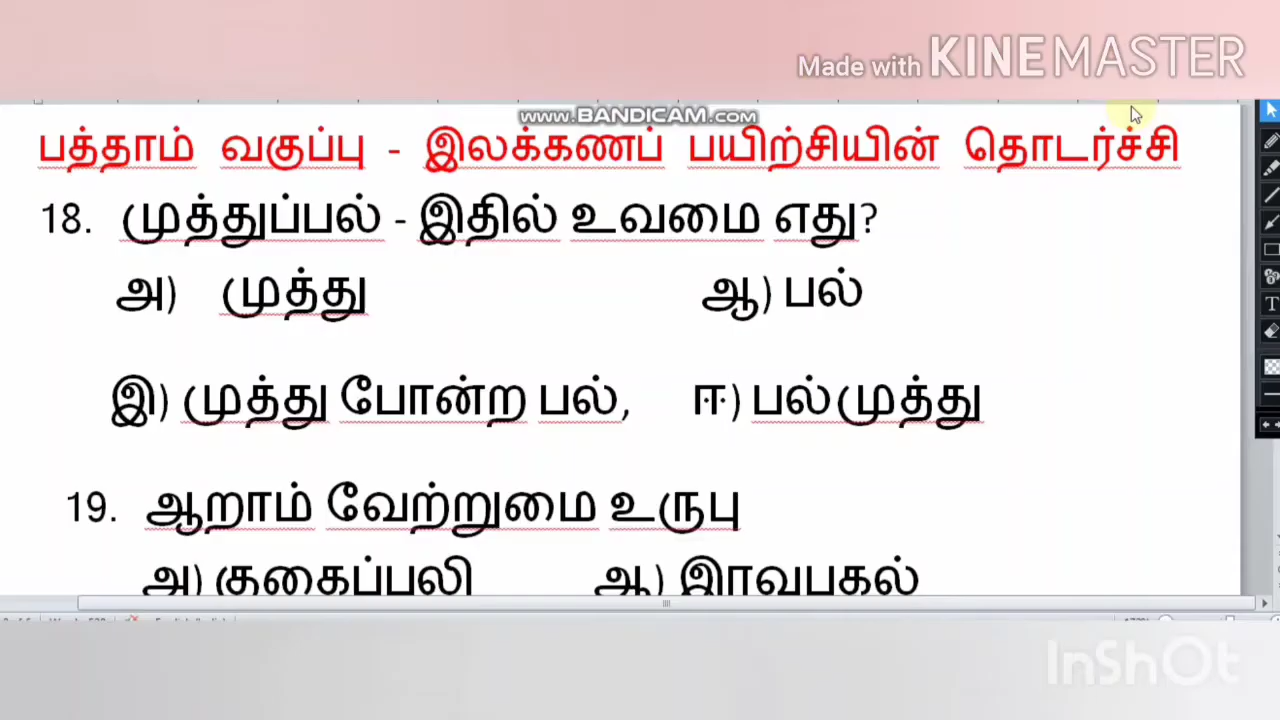 Made with KINEMASTER
www.BANDICAM.com
பத்தாம் வகுப்பு - இலக்கணப் பயிற்சியின் தொடர்ச்சி
18. முத்துப்பல் - இதில் உவமை எது?
அ) முத்து ஆ) பல்
இ) முத்து போன்ற பல், ஈ) பல்முத்து
19. ஆறாம் வேற்றுமை உருபு
அ) குகைப்புலி ஆ) இரவுபகல்
InShOt